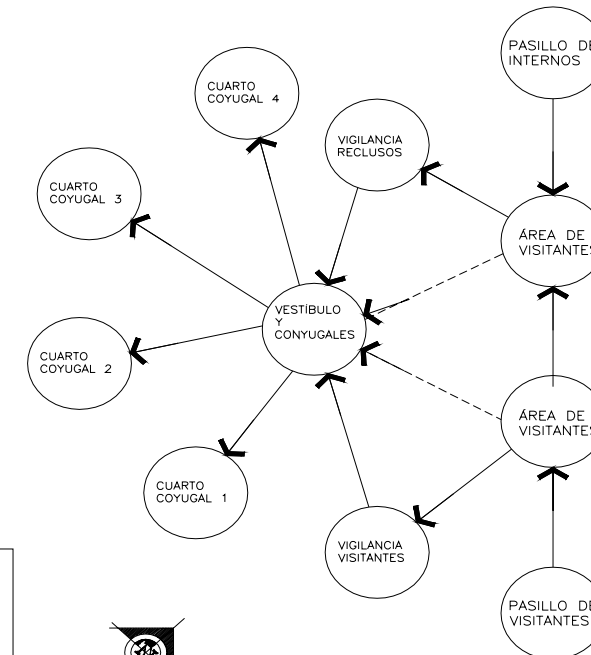 PASILLO DE
INTERNOS
CUARTO
COYUGAL 4
VIGILANCIA
RECLUSOS
CUARTO
COYUGAL 3
ÁREA DE
VISITANTES
VESTÍBULO
Y
CONYUGALES
CUARTO
COYUGAL 2
ÁREA DE
VISITANTES
CUARTO
COYUGAL 1
VIGILANCIA
VISITANTES
PASILLO DE
VISITANTES